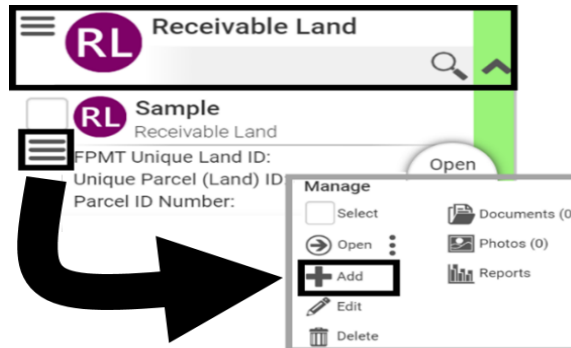 RL Receivable Land
RL Sample
Receivable Land
FPMT Unique Land ID:
Unique Parcel (Land) ID:
Parcel ID Number:
Open
Manage
Select
Documents (0
Open
Photos (0)
Add
Reports
Edit
Delete